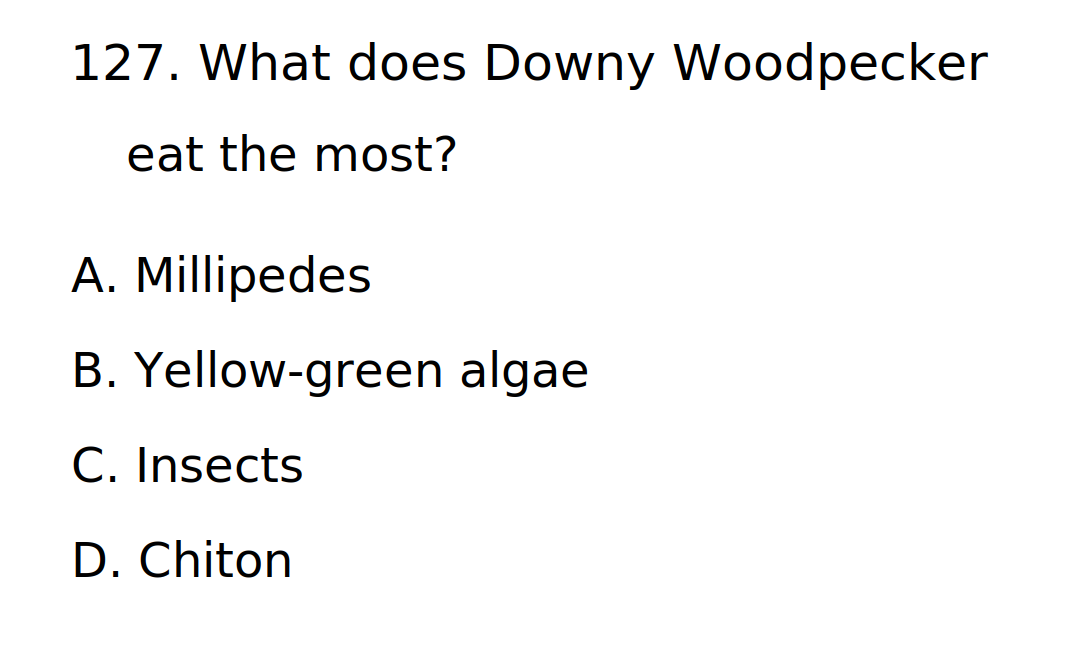 127. What does Downy Woodpecker
eat the most?
A. Millipedes
B. Yellow-green algae
C. Insects
D. Chiton